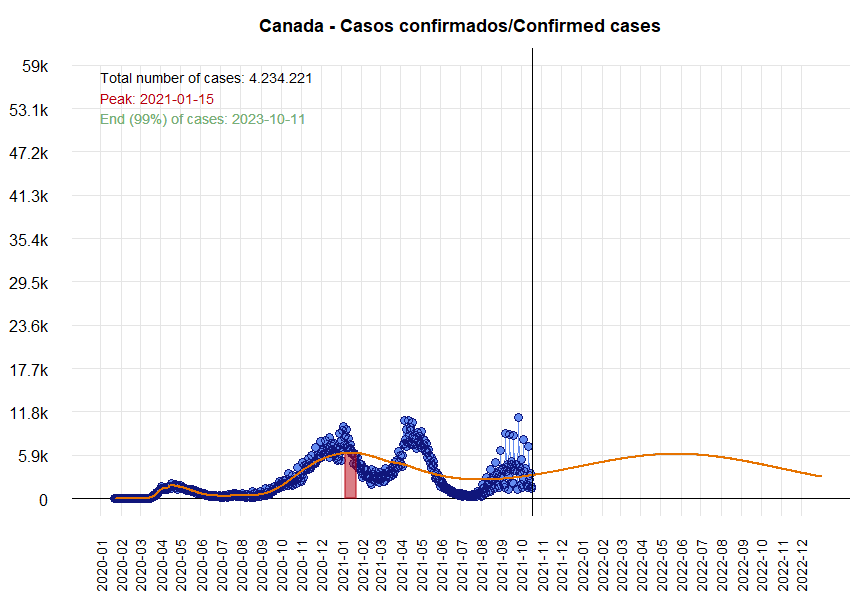 Canada - Casos confirmados/Confirmed cases
59k
Total number of cases: 4.234.221
Peak: 2021-01-15
53.1k
End (99%) of cases: 2023-10-11
47.2k
41.3k
35.4k
29.5k
23.6k
17.7k
11.8k
5.9k
0
2020-01
2020-02
2020-03
2020-04
2020-05
2020-06
2020-07
2020-08
2020-09
2020-10
2020-11
2020-12
2021-01
2021-02
2021-03
2021-04
2021-05
2021-06
2021-07
2021-08
2021-09
2021-10
2021-11
2021-12
2022-01
2022-02
2022-03
2022-04
2022-05
2022-06
2022-07
2022-08
2022-09
2022-10
2022-11
2022-12